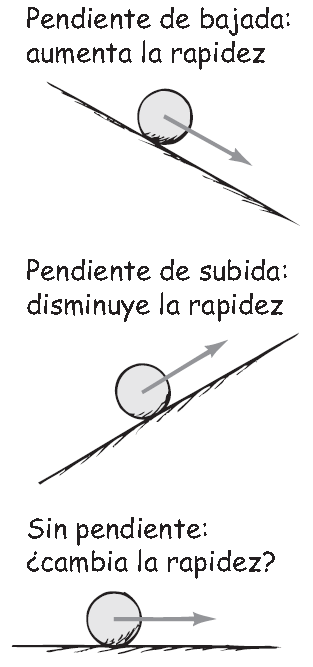 Pendiente de bajada:
aumenta la rapidez
Pendiente de subida:
disminuye la rapidez
Sin pendiente:
¿cambia la rapidez?